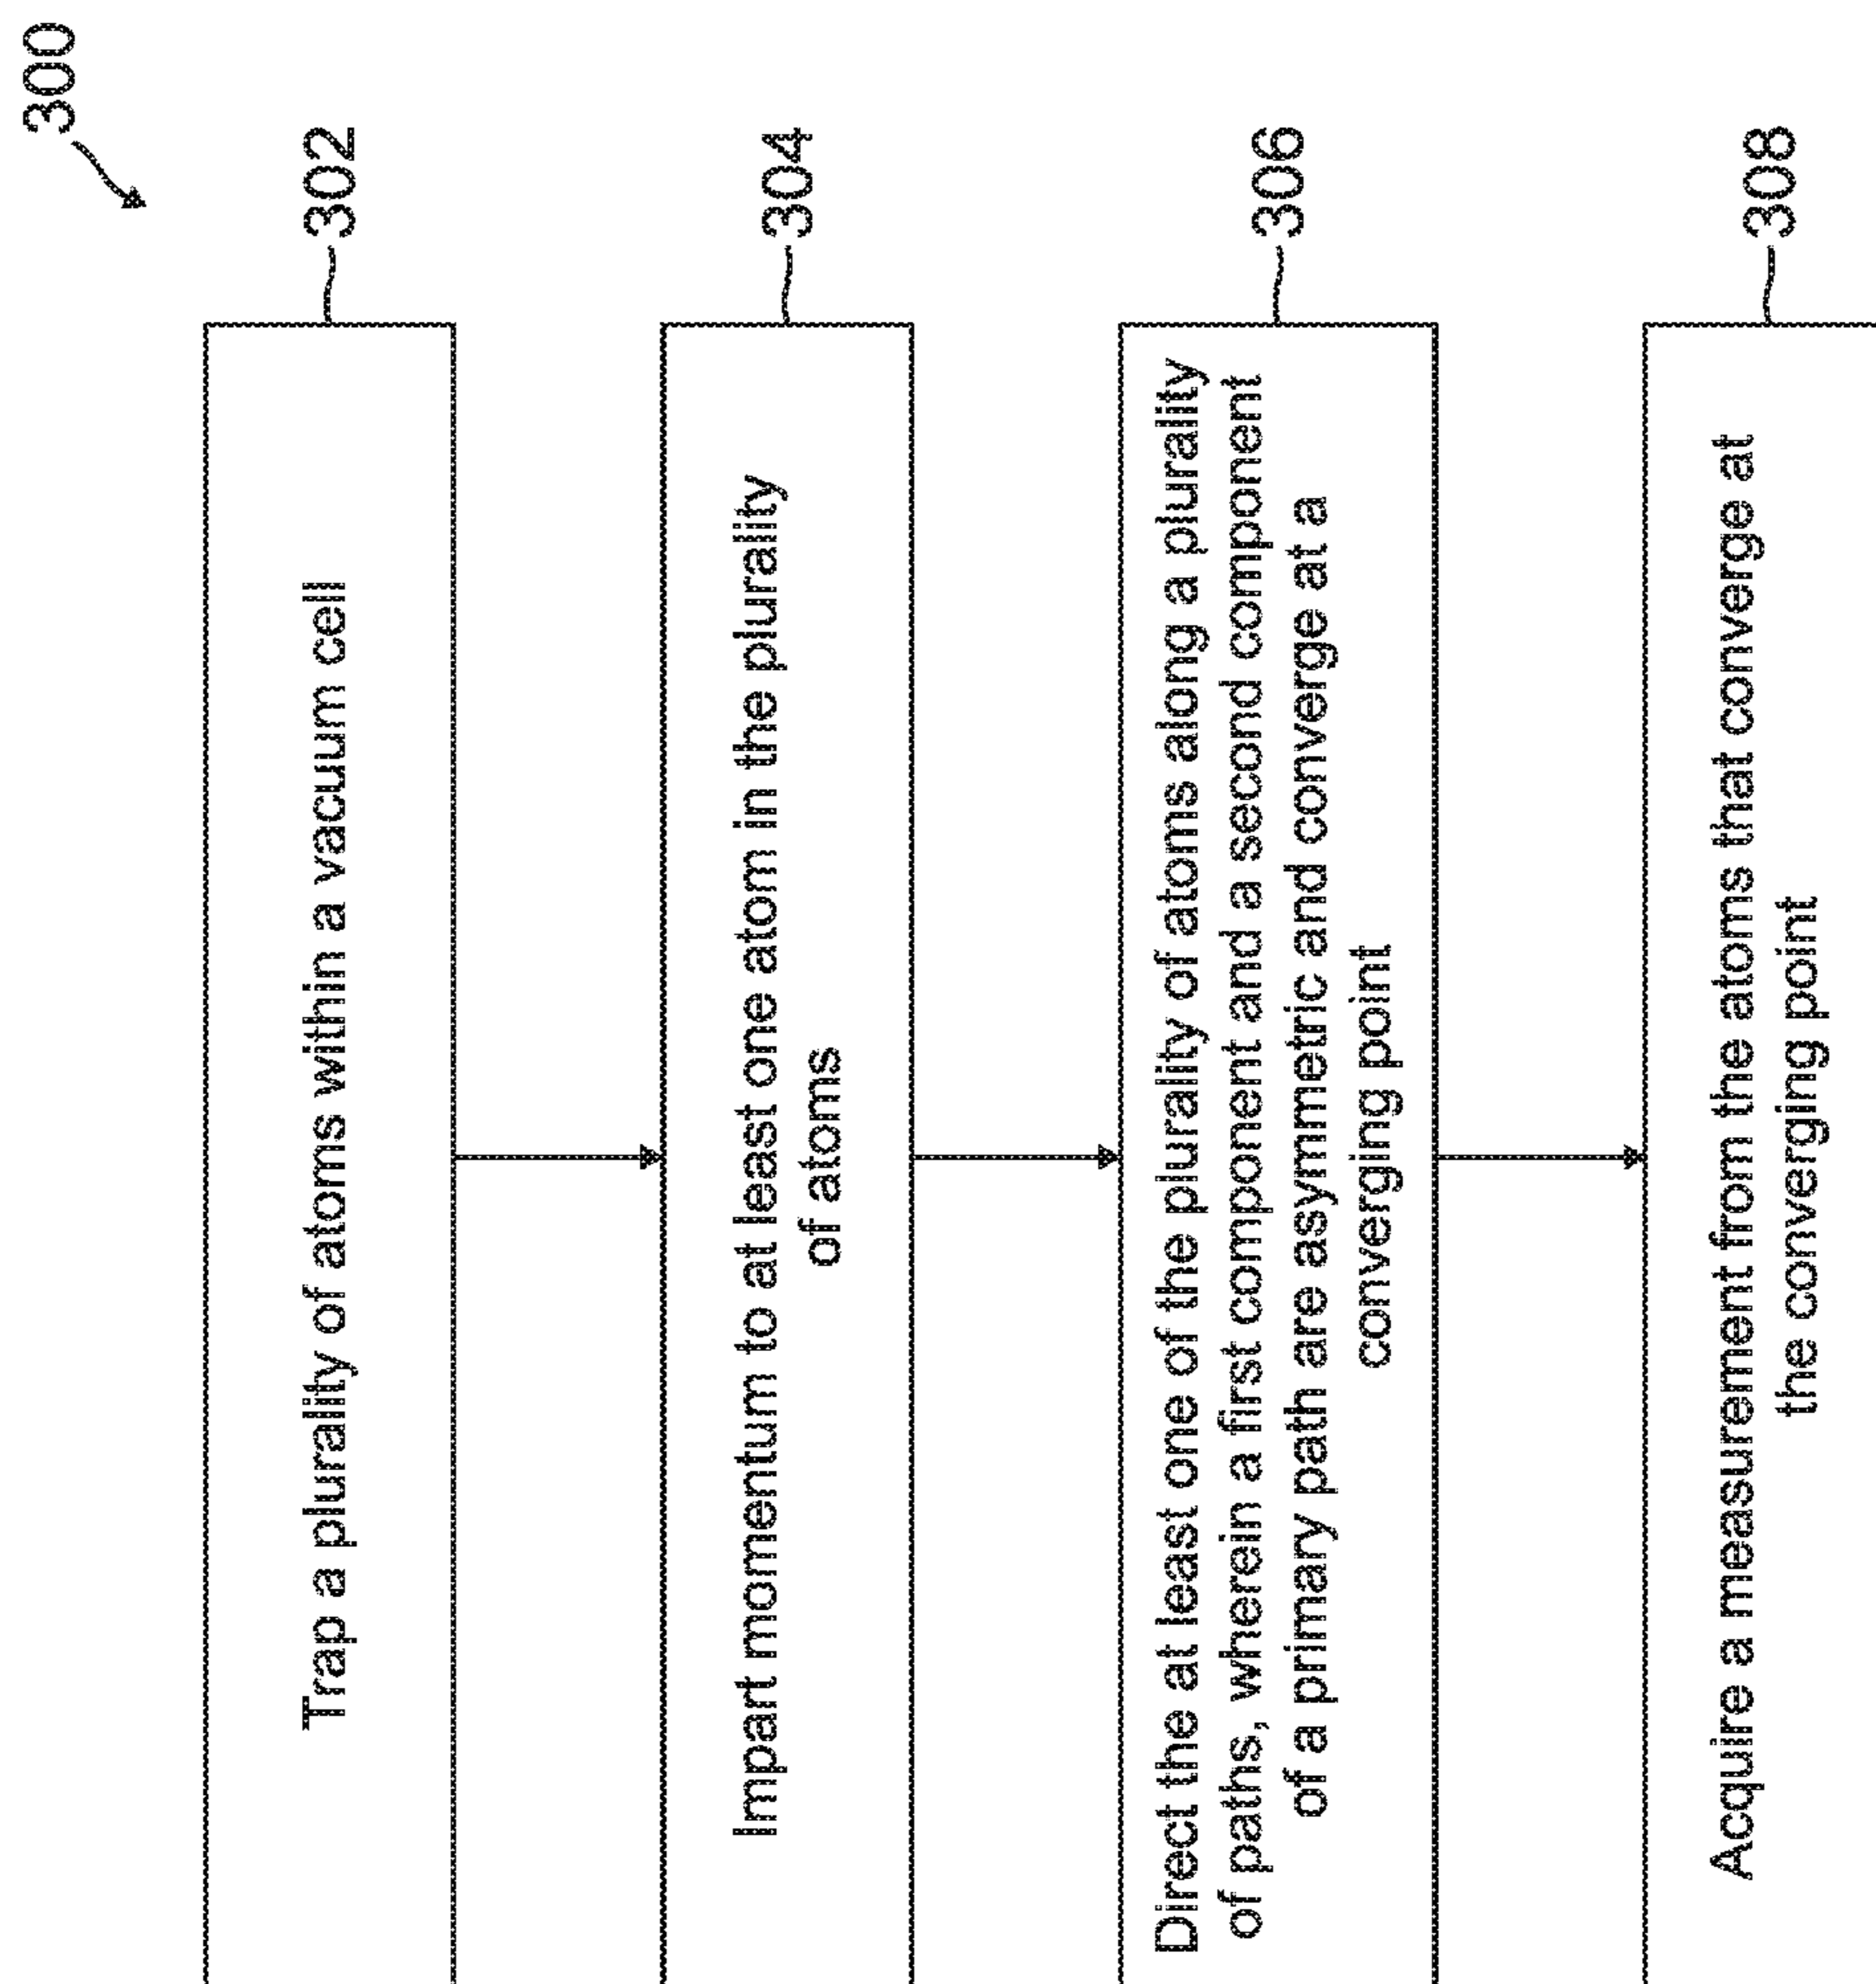 300
Trap a plurality of atoms within a vacuum cell
302
Impart momentum to at least one atom in the plurality
of atoms
304
Direct the at least one of the plurality of atoms along a plurality
of paths, wherein a first component and a second component
of a primary path are asymmetric and converge at a
converging point
306
Acquire a measurement from the atoms that converge at
the converging point
308